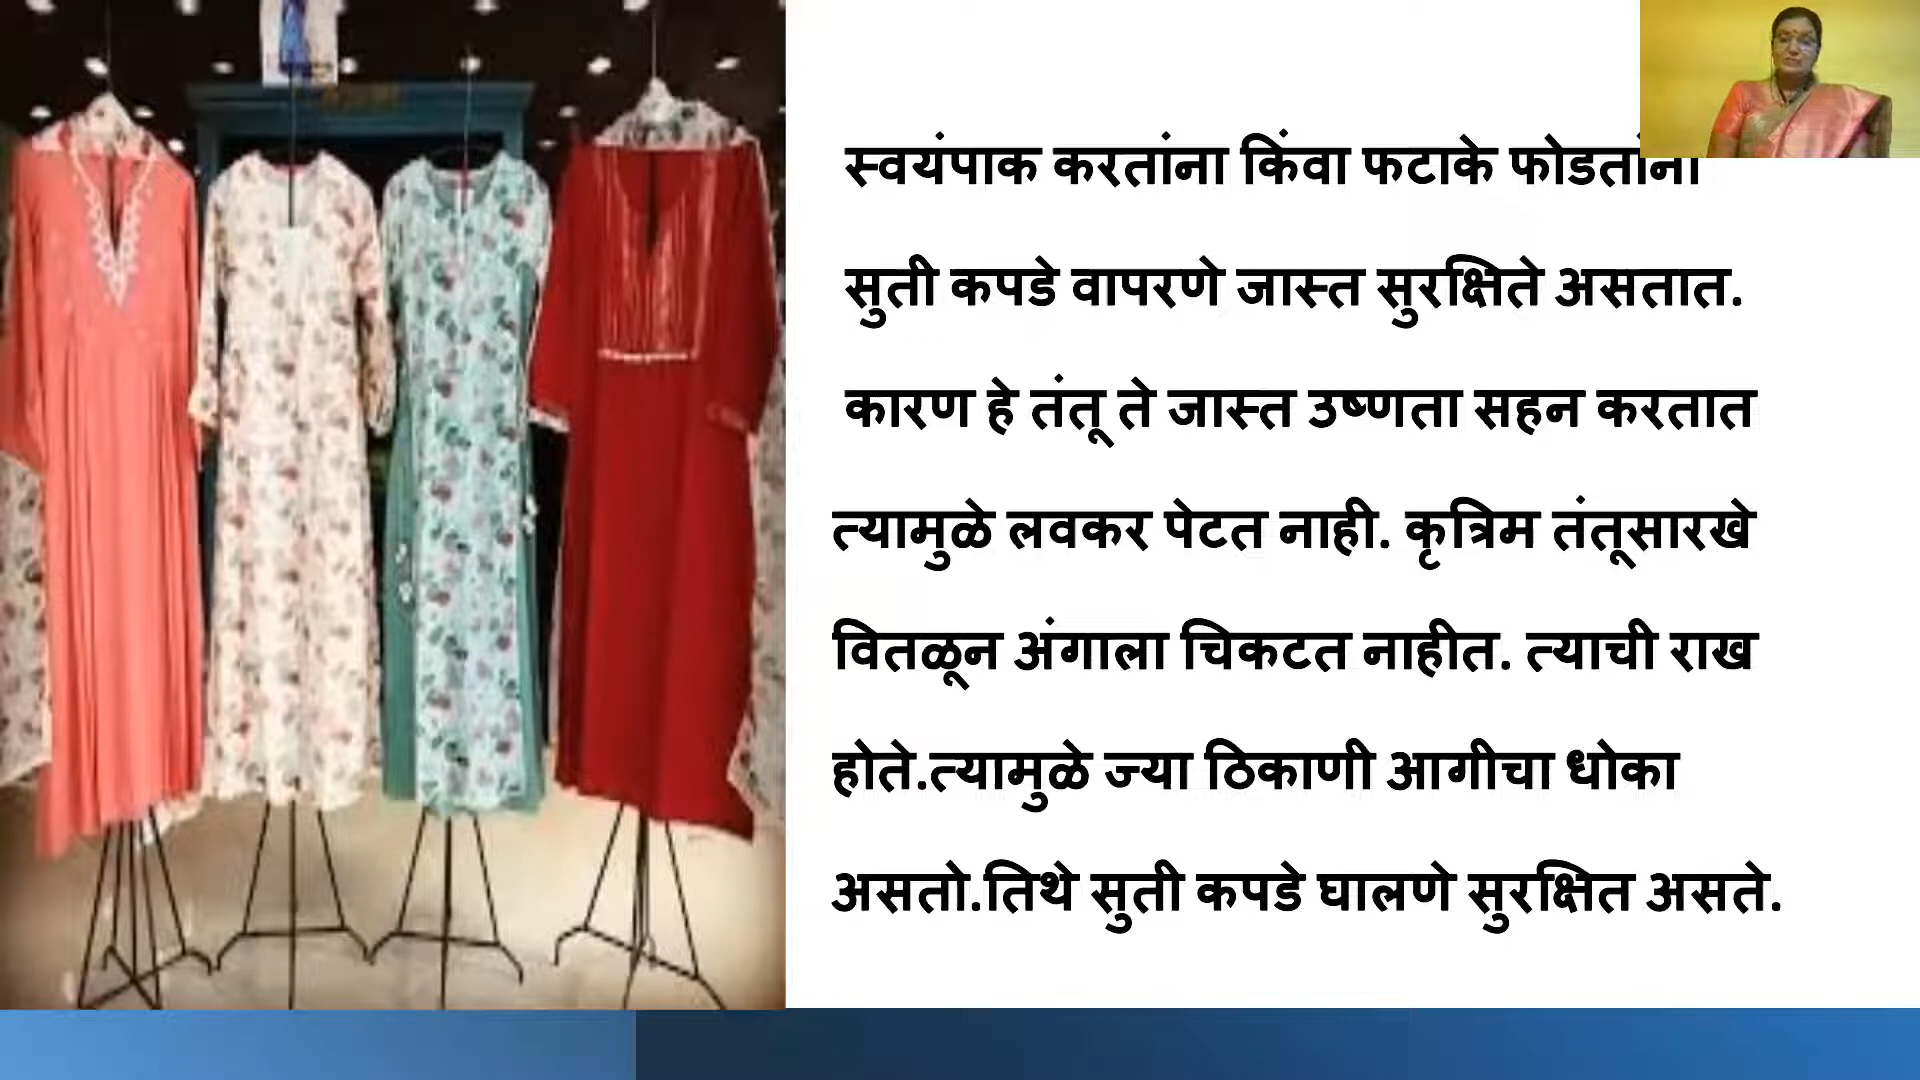 स्वयंपाक करतांना किंवा फटाके फोडतांना
सुती कपडे वापरणे जास्त सुरक्षिते असतात.
कारण हे तंतू ते जास्त उष्णता सहन करतात
त्यामुळे लवकर पेटत नाही. कृत्रिम तंतूसारखे
वितळून अंगाला चिकटत नाहीत. त्याची राख
होते.त्यामुळे ज्या ठिकाणी आगीचा धोका
असतो.तिथे सुती कपडे घालणे सुरक्षित असते.